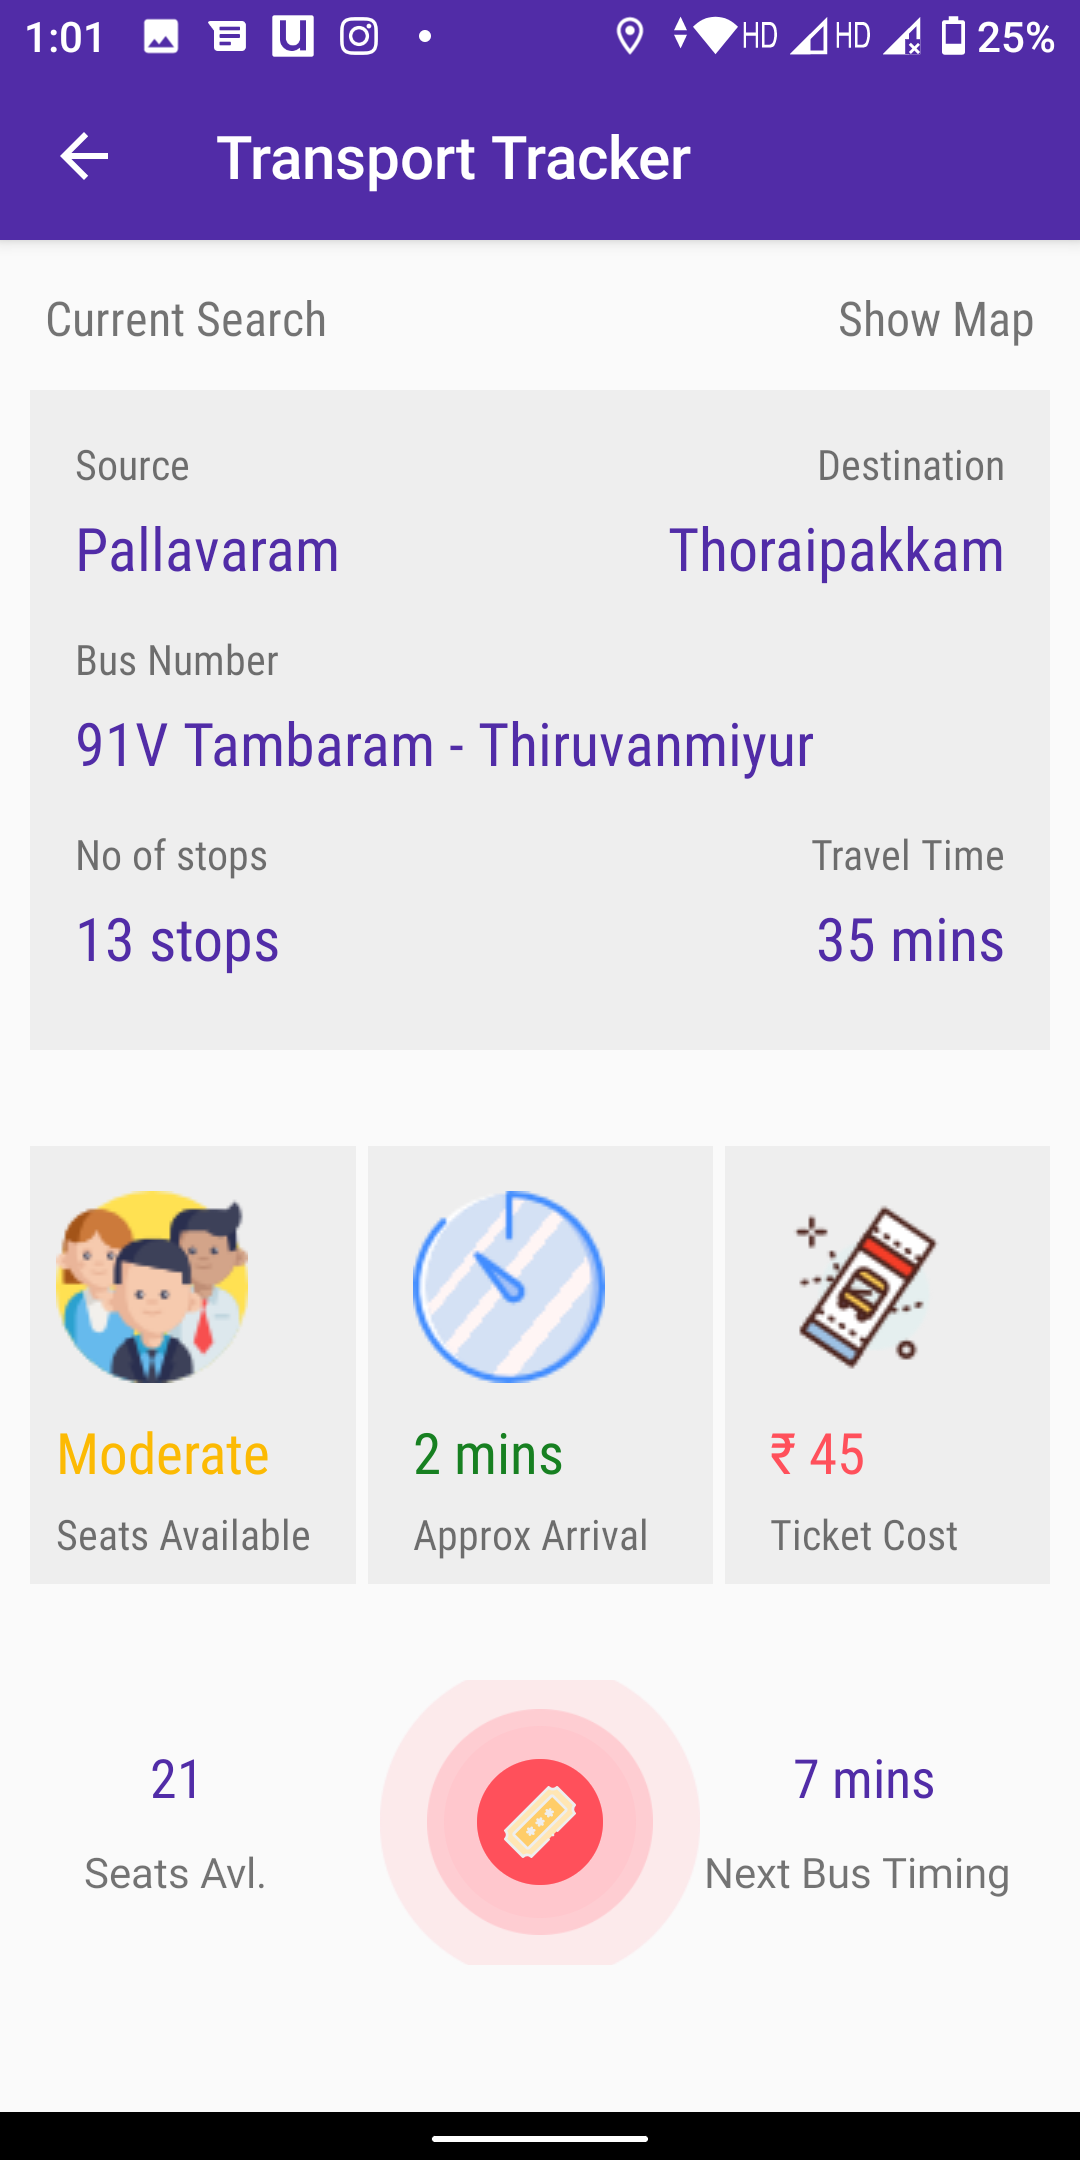 1:01 HD HD 25%
Transport Tracker
Current Search Show Map
Source Destination
Pallavaram Thoraipakkam
Bus Number
91V Tambaram - Thiruvanmiyur
No of stops Travel Time
13 stops 35 mins
Moderate 2 mins ₹ 45
Seats Available Approx Arrival Ticket Cost
21 7 mins
Seats Avl. Next Bus Timing